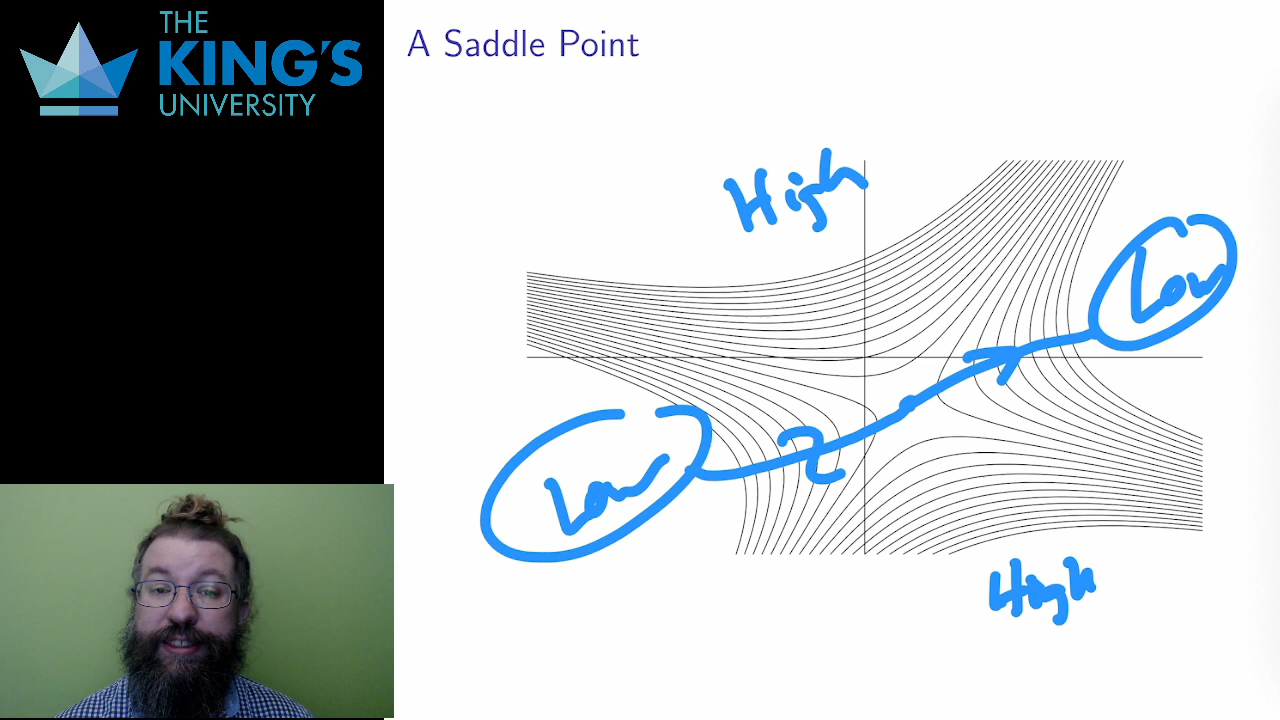 THE
KING'S
UNIVERSITY
A Saddle Point
High
Low
Low
High